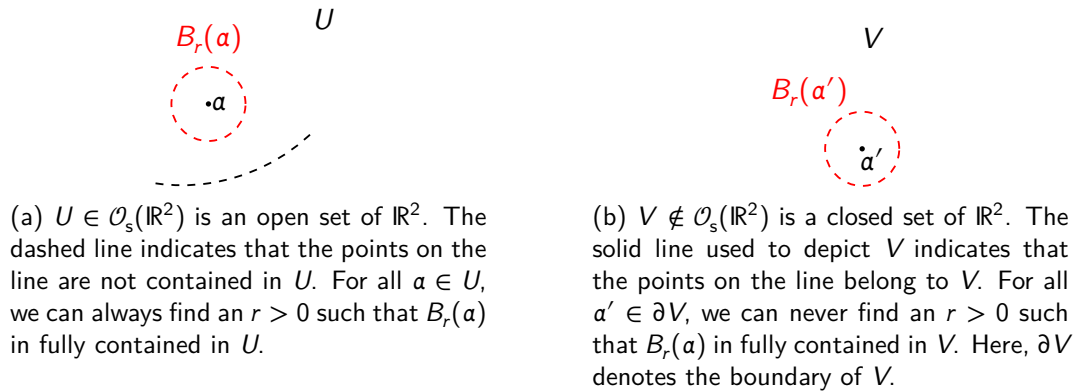 U
B_r(a)
a
V
B_r(a′)
a′
(a) U ∈ 𝒪_s(ℝ²) is an open set of ℝ². The
dashed line indicates that the points on the
line are not contained in U. For all a ∈ U,
we can always find an r > 0 such that B_r(a)
in fully contained in U.
(b) V ∉ 𝒪_s(ℝ²) is a closed set of ℝ². The
solid line used to depict V indicates that
the points on the line belong to V. For all
a′ ∈ ∂V, we can never find an r > 0 such
that B_r(a) in fully contained in V. Here, ∂V
denotes the boundary of V.